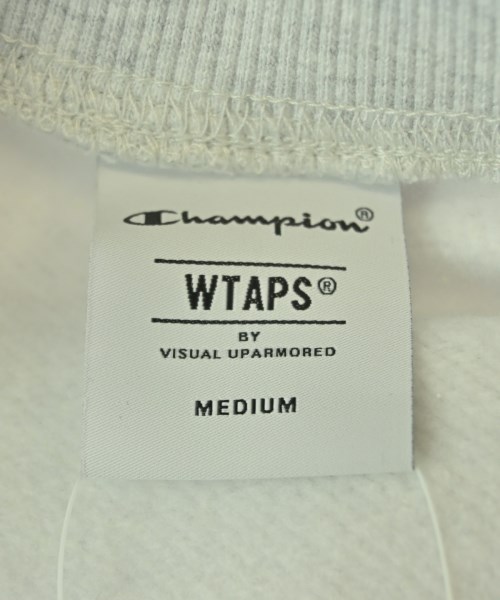 Champion®
WTAPS®
BY
VISUAL UPARMORED
MEDIUM